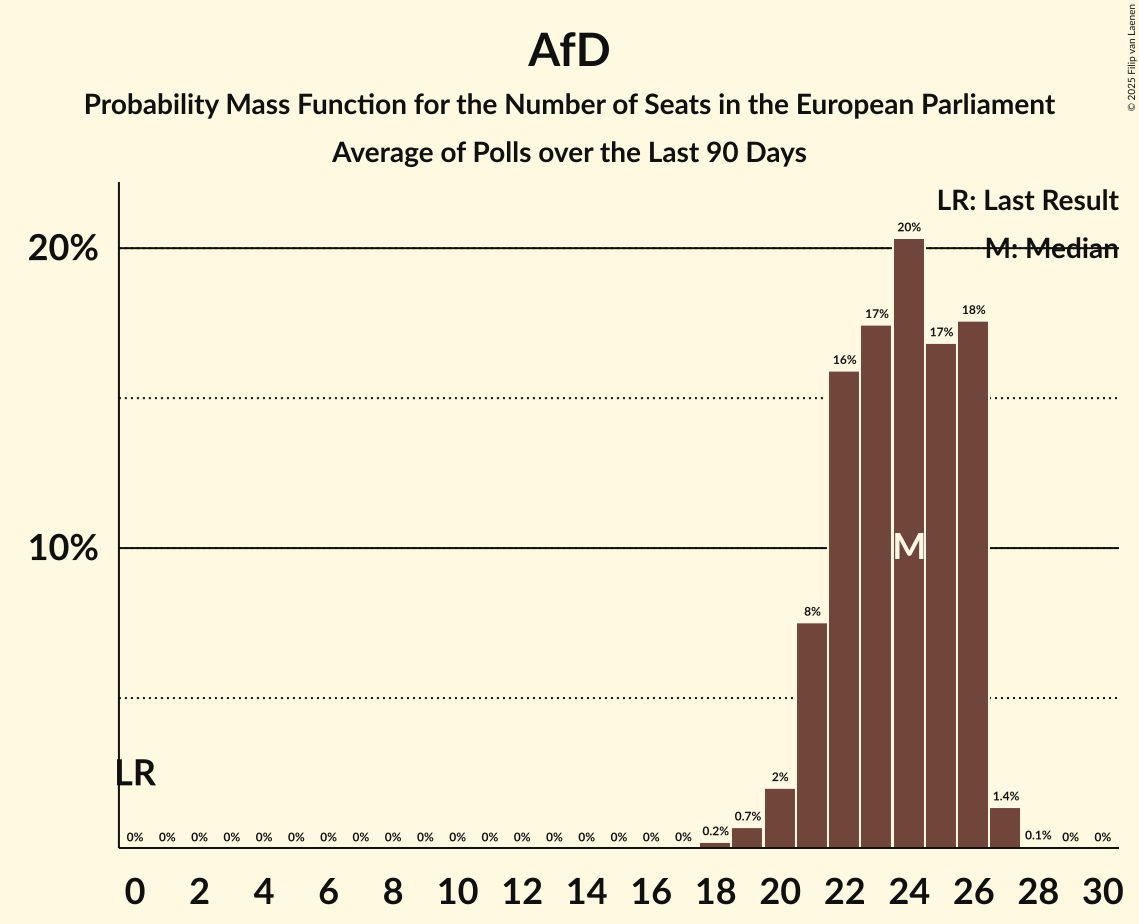 AfD
Probability Mass Function for the Number of Seats in the European Parliament
Average of Polls over the Last 90 Days
© 2025 Filip van Laenen
LR: Last Result
M: Median
20%
10%
20%
18%
17%
17%
16%
8%
M
LR
2%
1.4%
0.7%
0.2%
0.1%
0% 0% 0% 0% 0% 0% 0% 0% 0% 0% 0% 0% 0% 0% 0% 0% 0% 0% 0% 0%
0 2 4 6 8 10 12 14 16 18 20 22 24 26 28 30